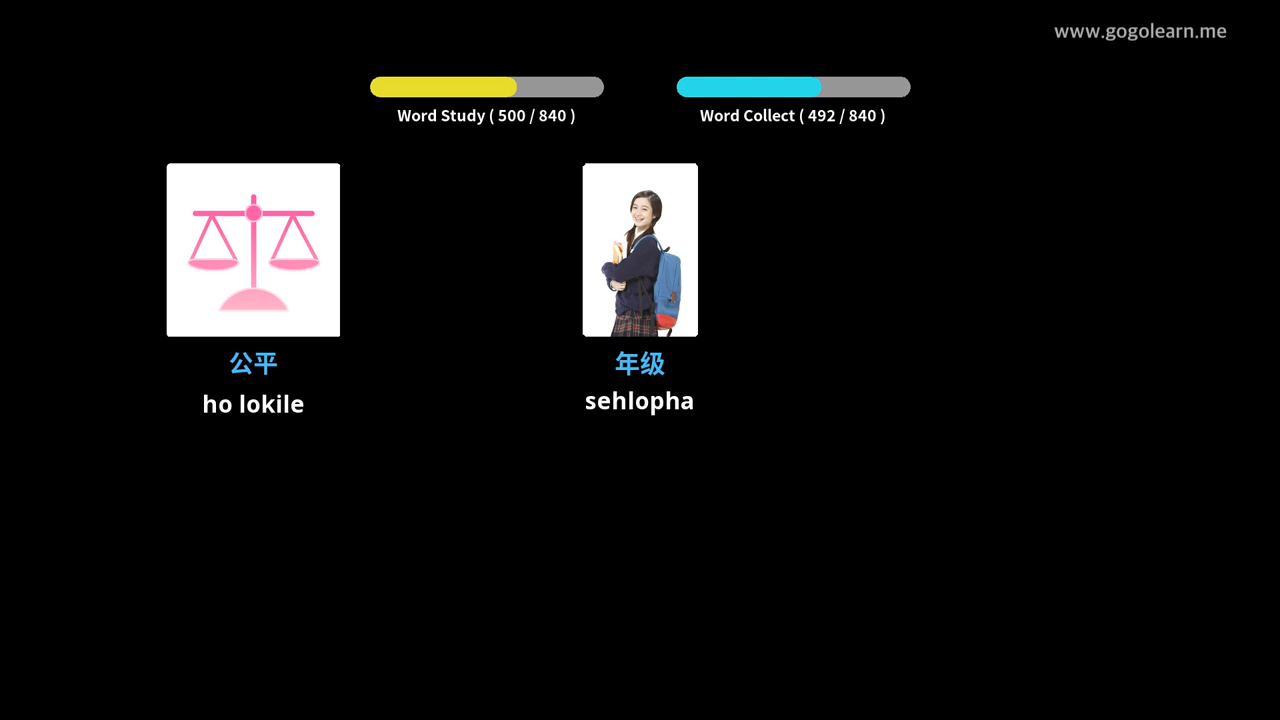 www.gogolearn.me
Word Study ( 500 / 840 )
Word Collect ( 492 / 840 )
公平
ho lokile
年级
sehlopha